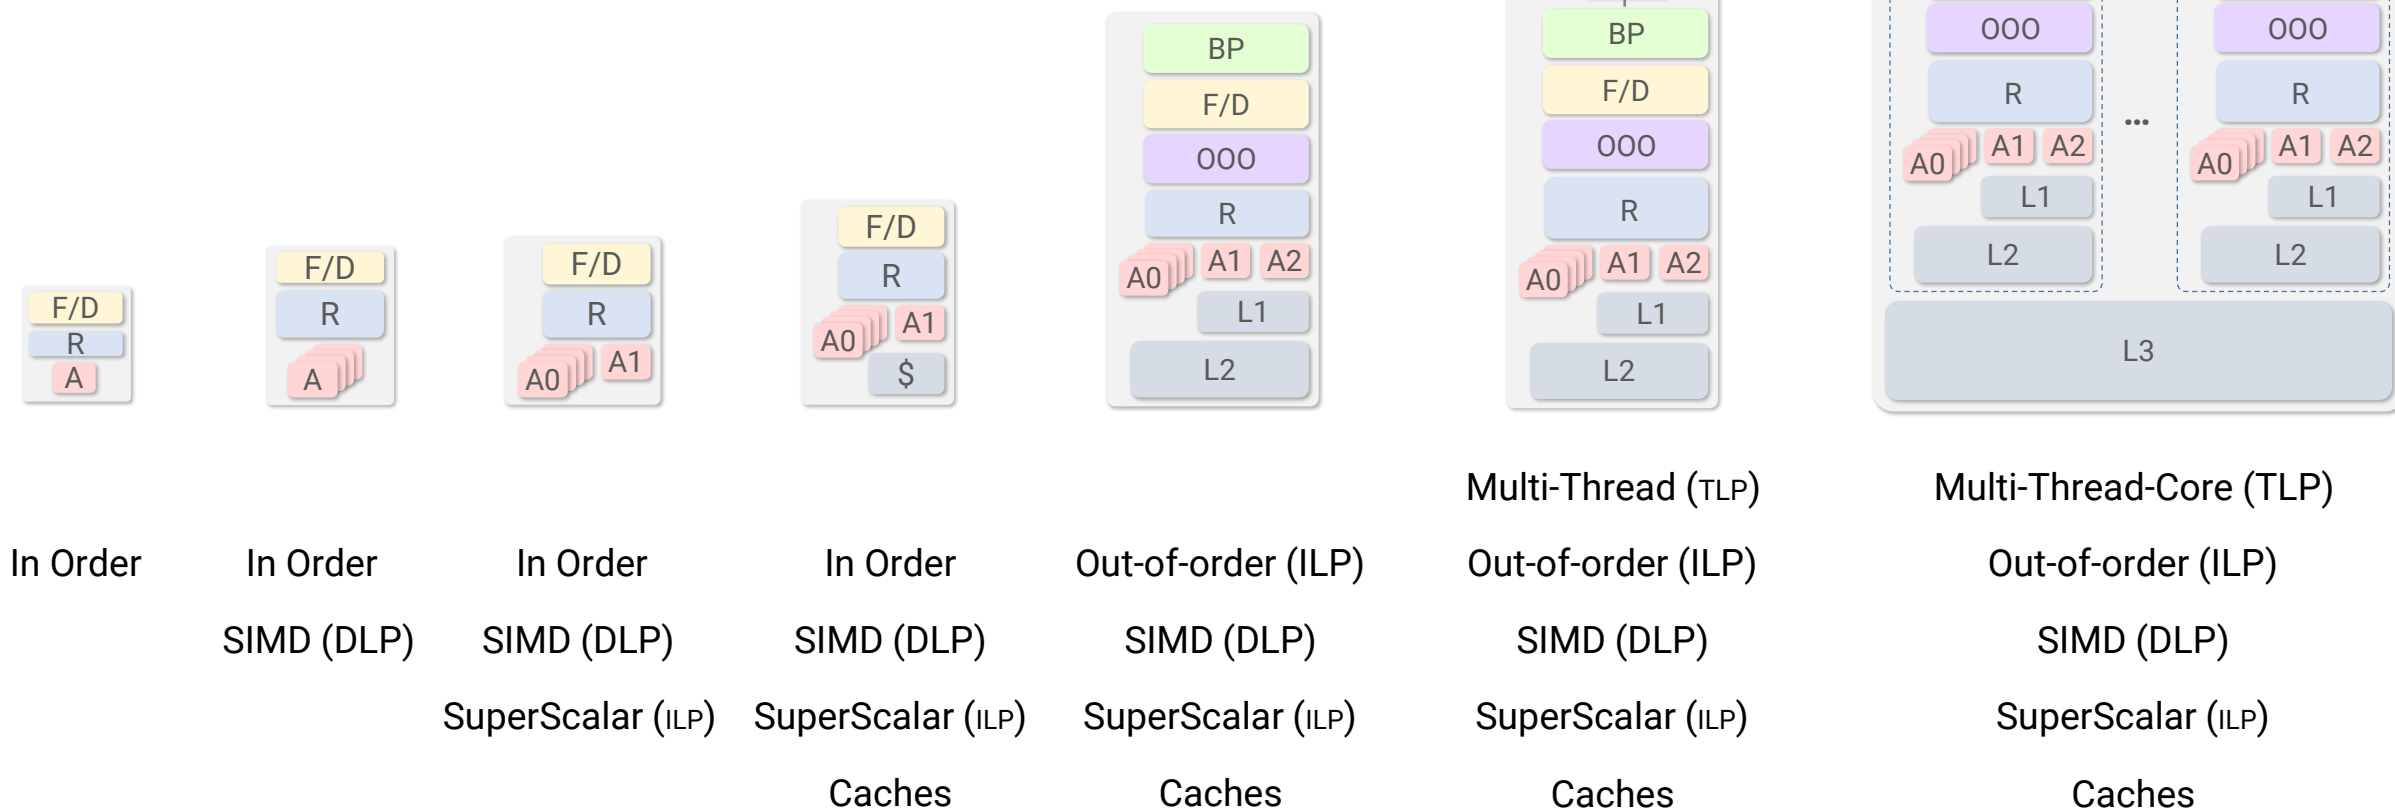 F/D
R
A
F/D
R
A
F/D
R
A0 A1
F/D
R
A0 A1
$
BP
F/D
OOO
R
A0 A1 A2
L1
L2
BP
F/D
OOO
R
A0 A1 A2
L1
L2
OOO
R
A0 A1 A2
L1
L2
...
OOO
R
A0 A1 A2
L1
L2
L3
Multi-Thread (TLP) Multi-Thread-Core (TLP)
In Order In Order In Order In Order Out-of-order (ILP) Out-of-order (ILP) Out-of-order (ILP)
SIMD (DLP) SIMD (DLP) SIMD (DLP) SIMD (DLP) SIMD (DLP) SIMD (DLP)
SuperScalar (ILP) SuperScalar (ILP) SuperScalar (ILP) SuperScalar (ILP) SuperScalar (ILP)
Caches Caches Caches Caches